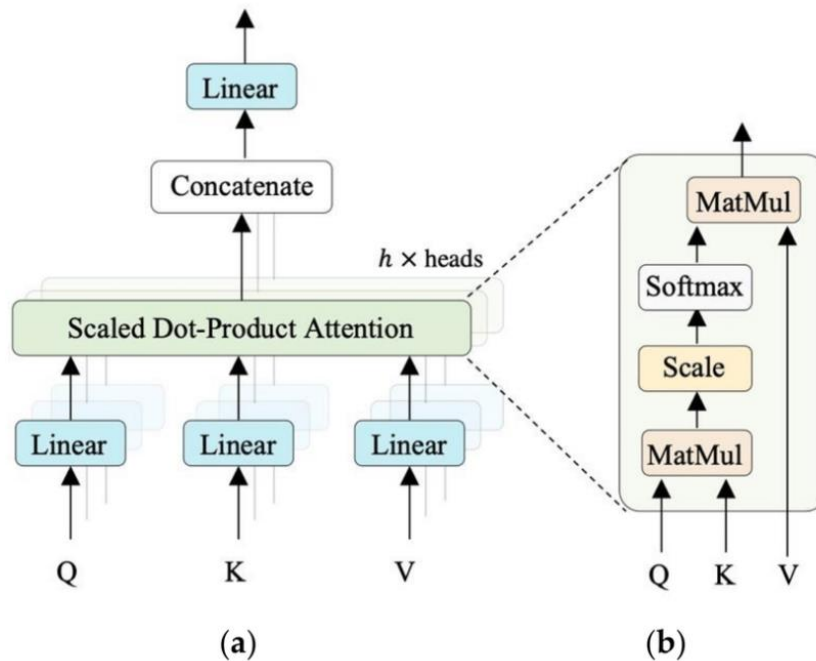 Linear
Concatenate
h × heads
Scaled Dot-Product Attention
Linear Linear Linear
Q K V
(a)
MatMul
Softmax
Scale
MatMul
Q K V
(b)